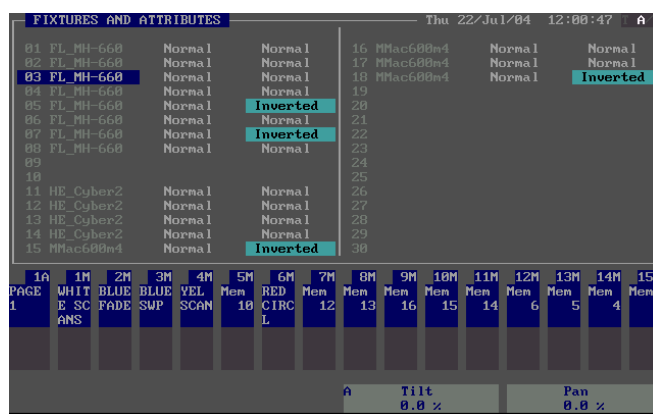 FIXTURES AND ATTRIBUTES Thu 22/Jul/04 12:00:47 A
01 FL_MH-660 Normal Normal 16 MMac600m4 Normal Normal
02 FL_MH-660 Normal Normal 17 MMac600m4 Normal Normal
03 FL_MH-660 Normal Normal 18 MMac600m4 Normal Inverted
04 FL_MH-660 Normal Normal 19
05 FL_MH-660 Normal Inverted 20
06 FL_MH-660 Normal Normal 21
07 FL_MH-660 Normal Inverted 22
08 FL_MH-660 Normal Normal 23
09 24
10 25
11 HE_Cyber2 Normal Normal 26
12 HE_Cyber2 Normal Normal 27
13 HE_Cyber2 Normal Normal 28
14 HE_Cyber2 Normal Normal 29
15 MMac600m4 Normal Inverted 30
1A 1M 2M 3M 4M 5M 6M 7M 8M 9M 10M 11M 12M 13M 14M 15
PAGE WHIT BLUE BLUE YEL Mem RED Mem Mem Mem Mem Mem Mem Mem Mem Mem
1 E SC FADE SWP SCAN 10 CIRC 12 13 16 15 14 6 5 4
ANS L
A Tilt Pan
0.0 % 0.0 %